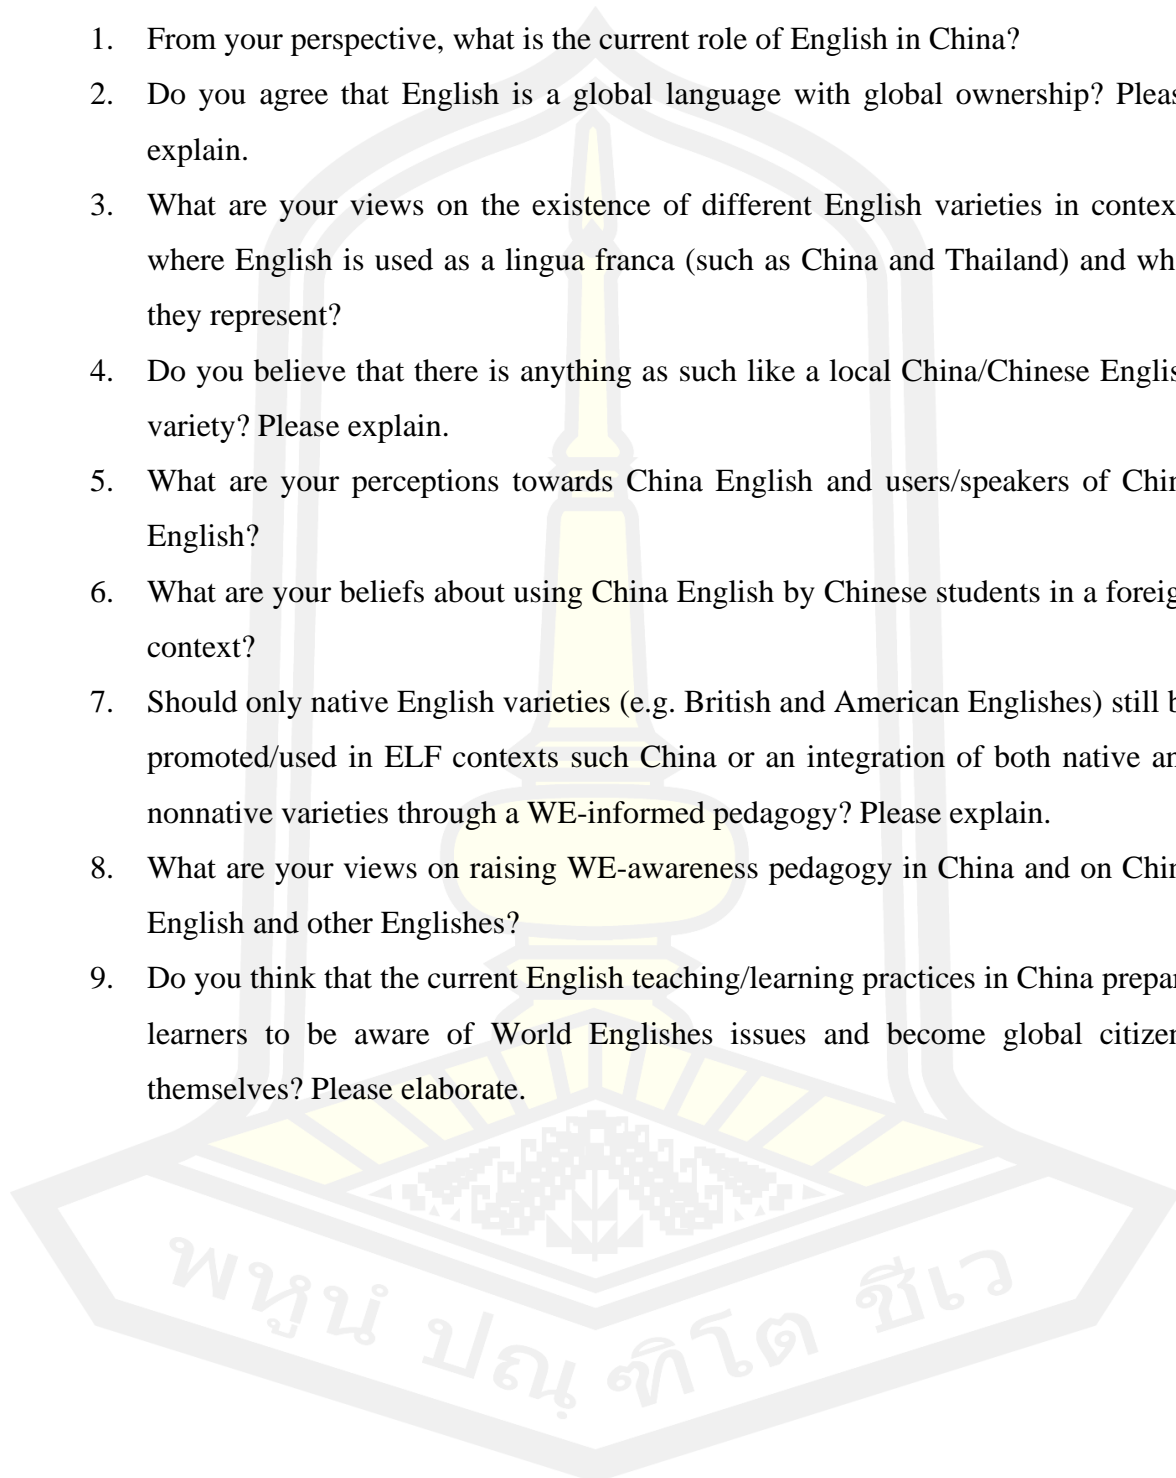 1. From your perspective, what is the current role of English in China?
2. Do you agree that English is a global language with global ownership? Pleas
explain.
3. What are your views on the existence of different English varieties in contex
where English is used as a lingua franca (such as China and Thailand) and wh
they represent?
4. Do you believe that there is anything as such like a local China/Chinese Englis
variety? Please explain.
5. What are your perceptions towards China English and users/speakers of Chin
English?
6. What are your beliefs about using China English by Chinese students in a foreig
context?
7. Should only native English varieties (e.g. British and American Englishes) still b
promoted/used in ELF contexts such China or an integration of both native an
nonnative varieties through a WE-informed pedagogy? Please explain.
8. What are your views on raising WE-awareness pedagogy in China and on Chin
English and other Englishes?
9. Do you think that the current English teaching/learning practices in China prepar
learners to be aware of World Englishes issues and become global citizen
themselves? Please elaborate.
พหูนํ ปณฺฑิโต ชีเว